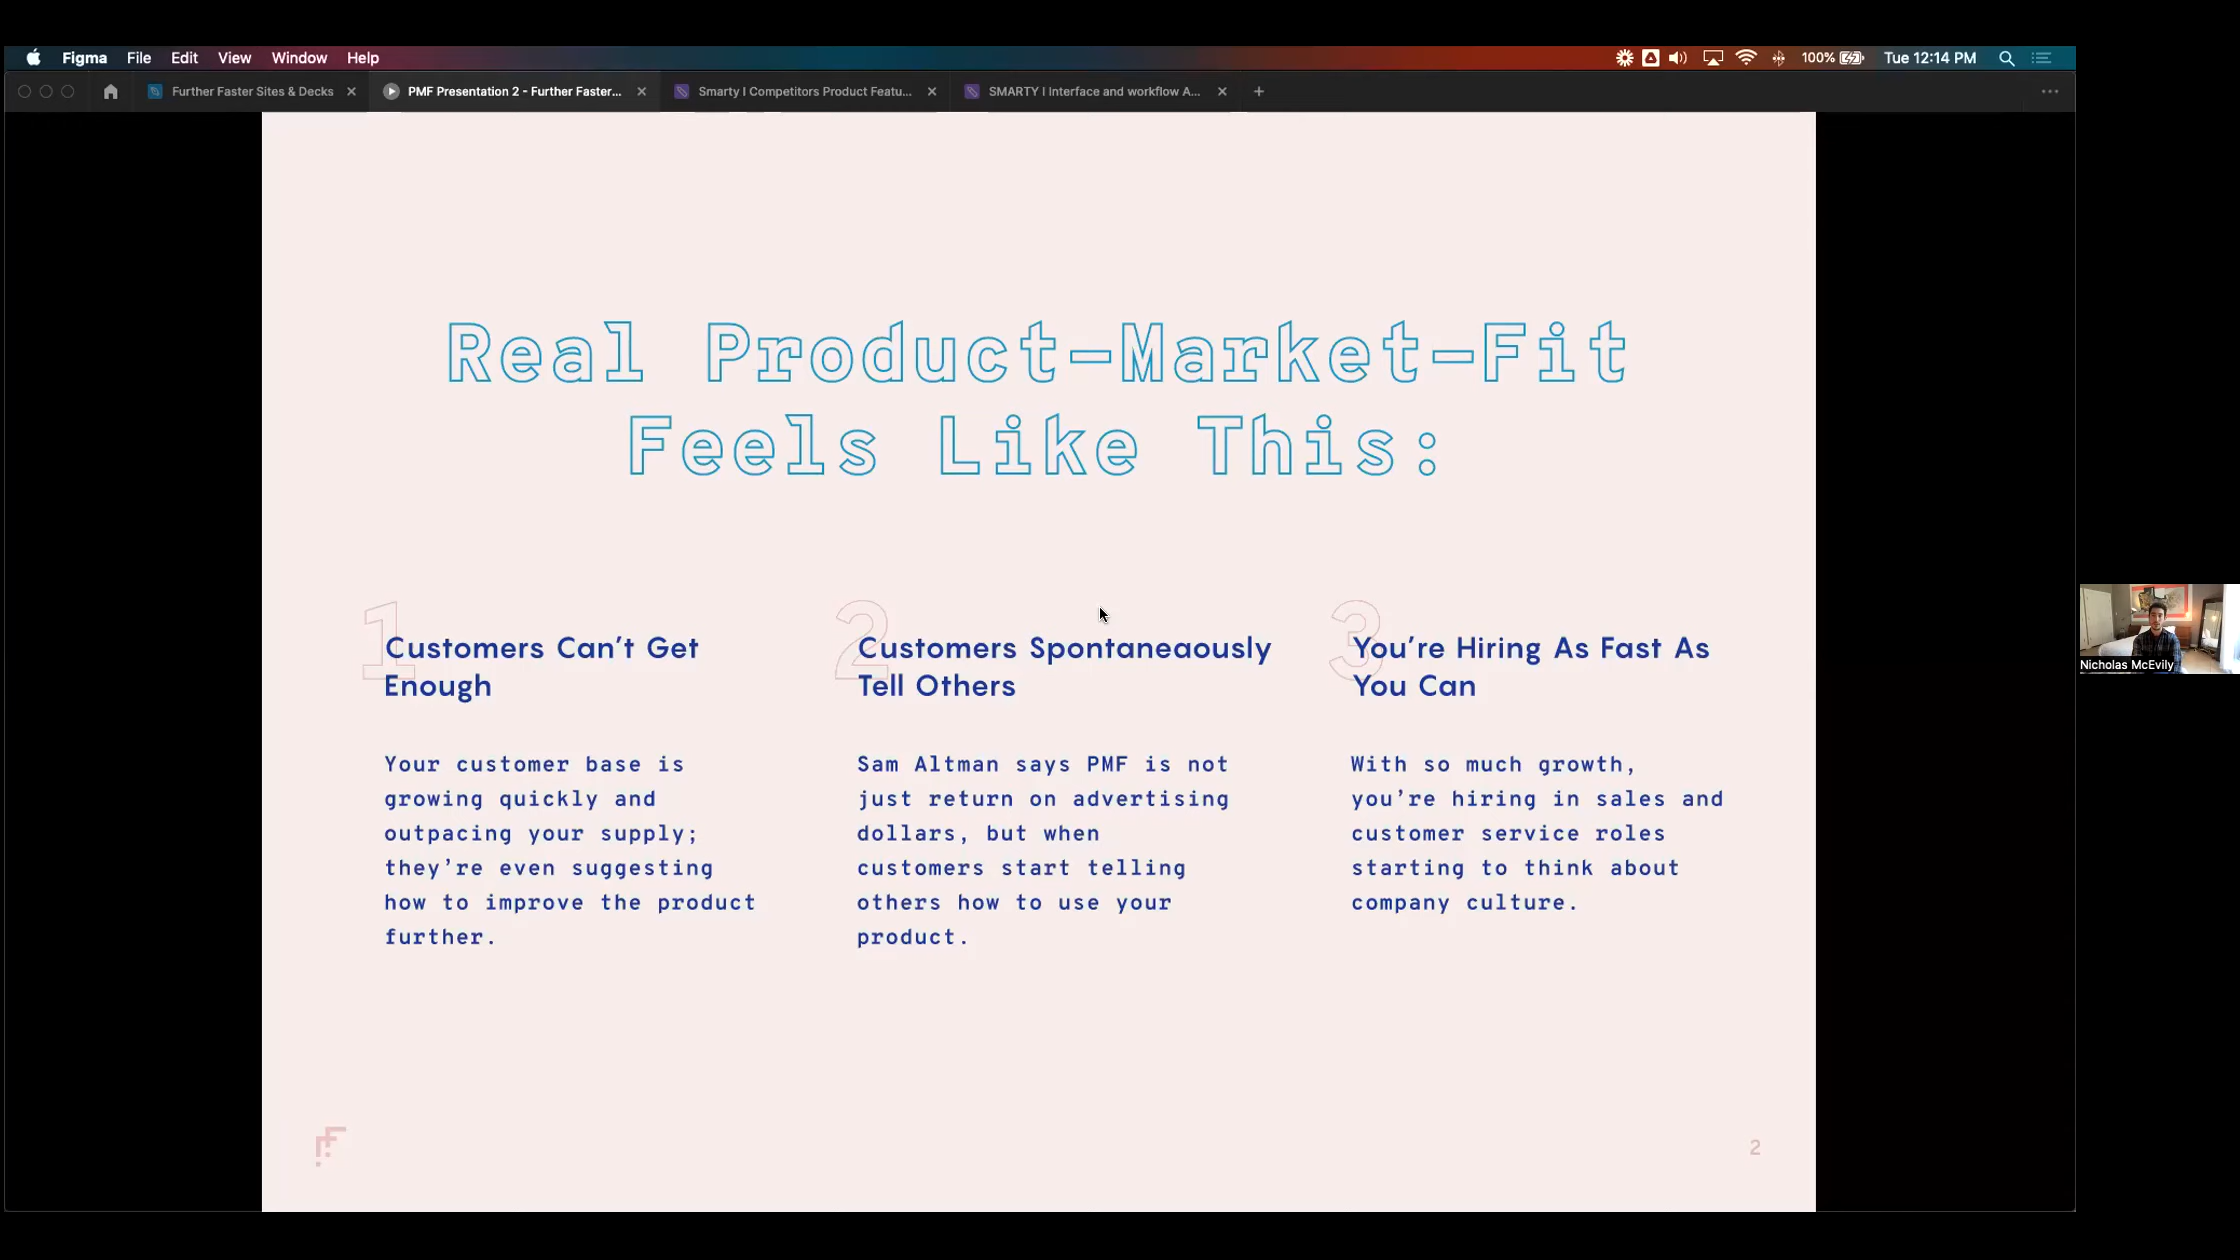 Figma File Edit View Window Help 100% Tue 12:14 PM
Further Faster Sites & Decks PMF Presentation 2 - Further Faster... Smarty I Competitors Product Featu... SMARTY I Interface and workflow A...
Real Product-Market-Fit
Feels Like This:
1
Customers Can't Get
Enough
Your customer base is
growing quickly and
outpacing your supply;
they're even suggesting
how to improve the product
further.
2
Customers Spontaneaously
Tell Others
Sam Altman says PMF is not
just return on advertising
dollars, but when
customers start telling
others how to use your
product.
3
You're Hiring As Fast As
You Can
With so much growth,
you're hiring in sales and
customer service roles
starting to think about
company culture.
Nicholas McEvily
2